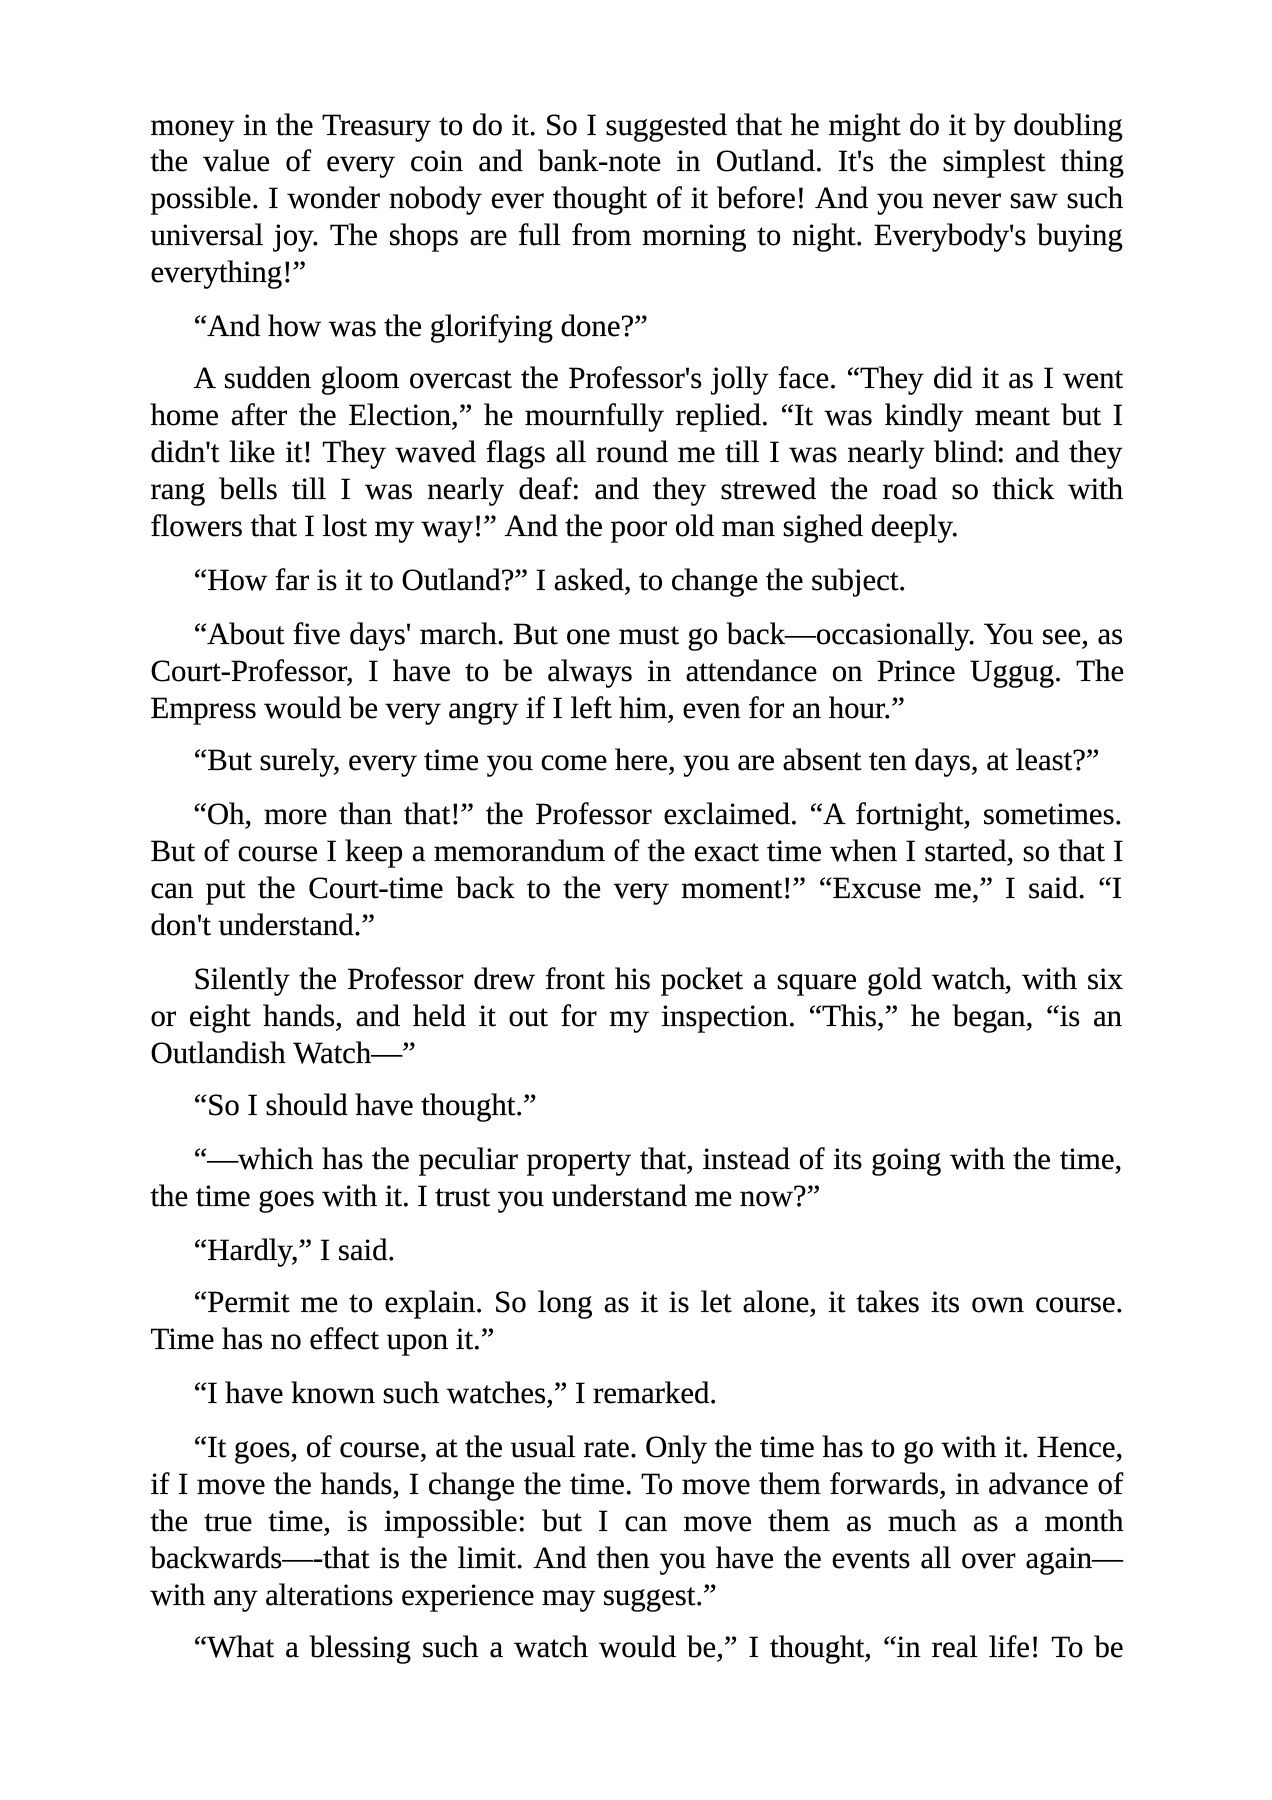 money in the Treasury to do it. So I suggested that he might do it by doubling
the value of every coin and bank-note in Outland. It's the simplest thing
possible. I wonder nobody ever thought of it before! And you never saw such
universal joy. The shops are full from morning to night. Everybody's buying
everything!”
“And how was the glorifying done?”
A sudden gloom overcast the Professor's jolly face. “They did it as I went
home after the Election,” he mournfully replied. “It was kindly meant but I
didn't like it! They waved flags all round me till I was nearly blind: and they
rang bells till I was nearly deaf: and they strewed the road so thick with
flowers that I lost my way!” And the poor old man sighed deeply.
“How far is it to Outland?” I asked, to change the subject.
“About five days' march. But one must go back—occasionally. You see, as
Court-Professor, I have to be always in attendance on Prince Uggug. The
Empress would be very angry if I left him, even for an hour.”
“But surely, every time you come here, you are absent ten days, at least?”
“Oh, more than that!” the Professor exclaimed. “A fortnight, sometimes.
But of course I keep a memorandum of the exact time when I started, so that I
can put the Court-time back to the very moment!” “Excuse me,” I said. “I
don't understand.”
Silently the Professor drew front his pocket a square gold watch, with six
or eight hands, and held it out for my inspection. “This,” he began, “is an
Outlandish Watch—”
“So I should have thought.”
“—which has the peculiar property that, instead of its going with the time,
the time goes with it. I trust you understand me now?”
“Hardly,” I said.
“Permit me to explain. So long as it is let alone, it takes its own course.
Time has no effect upon it.”
“I have known such watches,” I remarked.
“It goes, of course, at the usual rate. Only the time has to go with it. Hence,
if I move the hands, I change the time. To move them forwards, in advance of
the true time, is impossible: but I can move them as much as a month
backwards—-that is the limit. And then you have the events all over again—
with any alterations experience may suggest.”
“What a blessing such a watch would be,” I thought, “in real life! To be